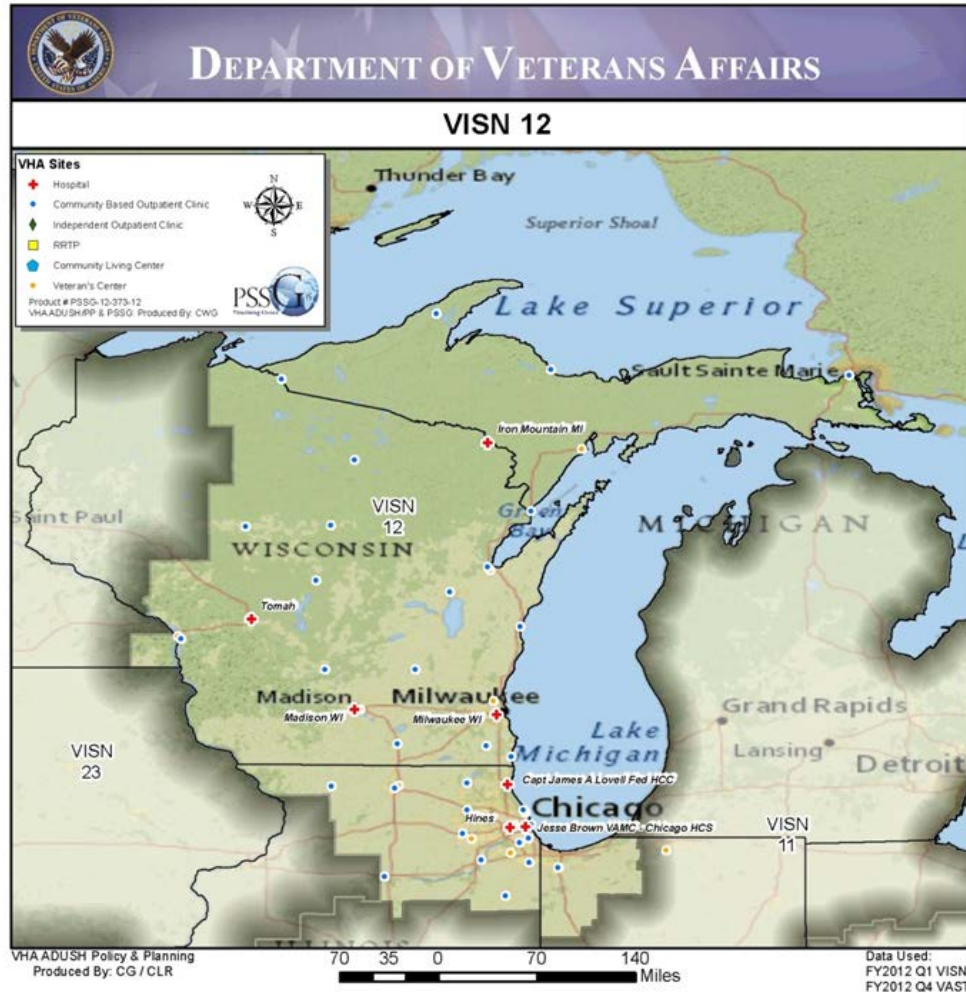 DEPARTMENT OF VETERANS AFFAIRS
VISN 12
VHA Sites
Hospital
Community Based Outpatient Clinic
Independent Outpatient Clinic
RRTP
Community Living Center
Veteran's Center
Product # PSSG-12-373-12
VHA ADUSH/PP & PSSG: Produced By: CWG
N
W
E
S
PSSG
Thunder Bay
Superior Shoal
Lake Superior
Sault Sainte Marie
Iron Mountain MI
Saint Paul
VISN
12
Green
Bay
MICHIGAN
WISCONSIN
Tomah
Madison
Milwaukee
Madison WI
Milwaukee WI
Grand Rapids
Lake
Michigan
Lansing
Detroit
VISN
23
Capt James A Lovell Fed HCC
Chicago
Hines
Jesse Brown VAMC - Chicago HCS
VISN
11
ILLINOIS
VHA ADUSH Policy & Planning
Produced By: CG / CLR
70 35 0 70 140
Miles
Data Used:
FY2012 Q1 VISN
FY2012 Q4 VAST